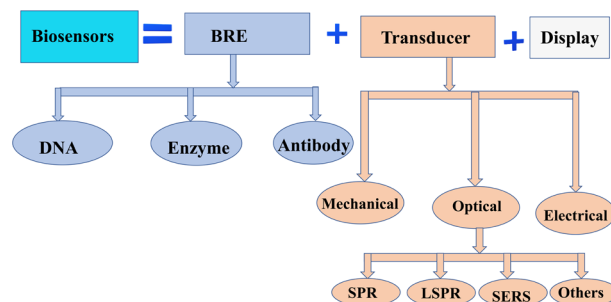 Biosensors = BRE + Transducer + Display
DNA Enzyme Antibody
Mechanical Optical Electrical
SPR LSPR SERS Others